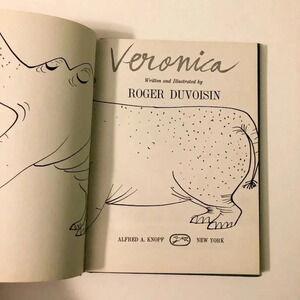 Veronica
Written and Illustrated by
ROGER DUVOISIN
ALFRED A. KNOPF
NEW YORK